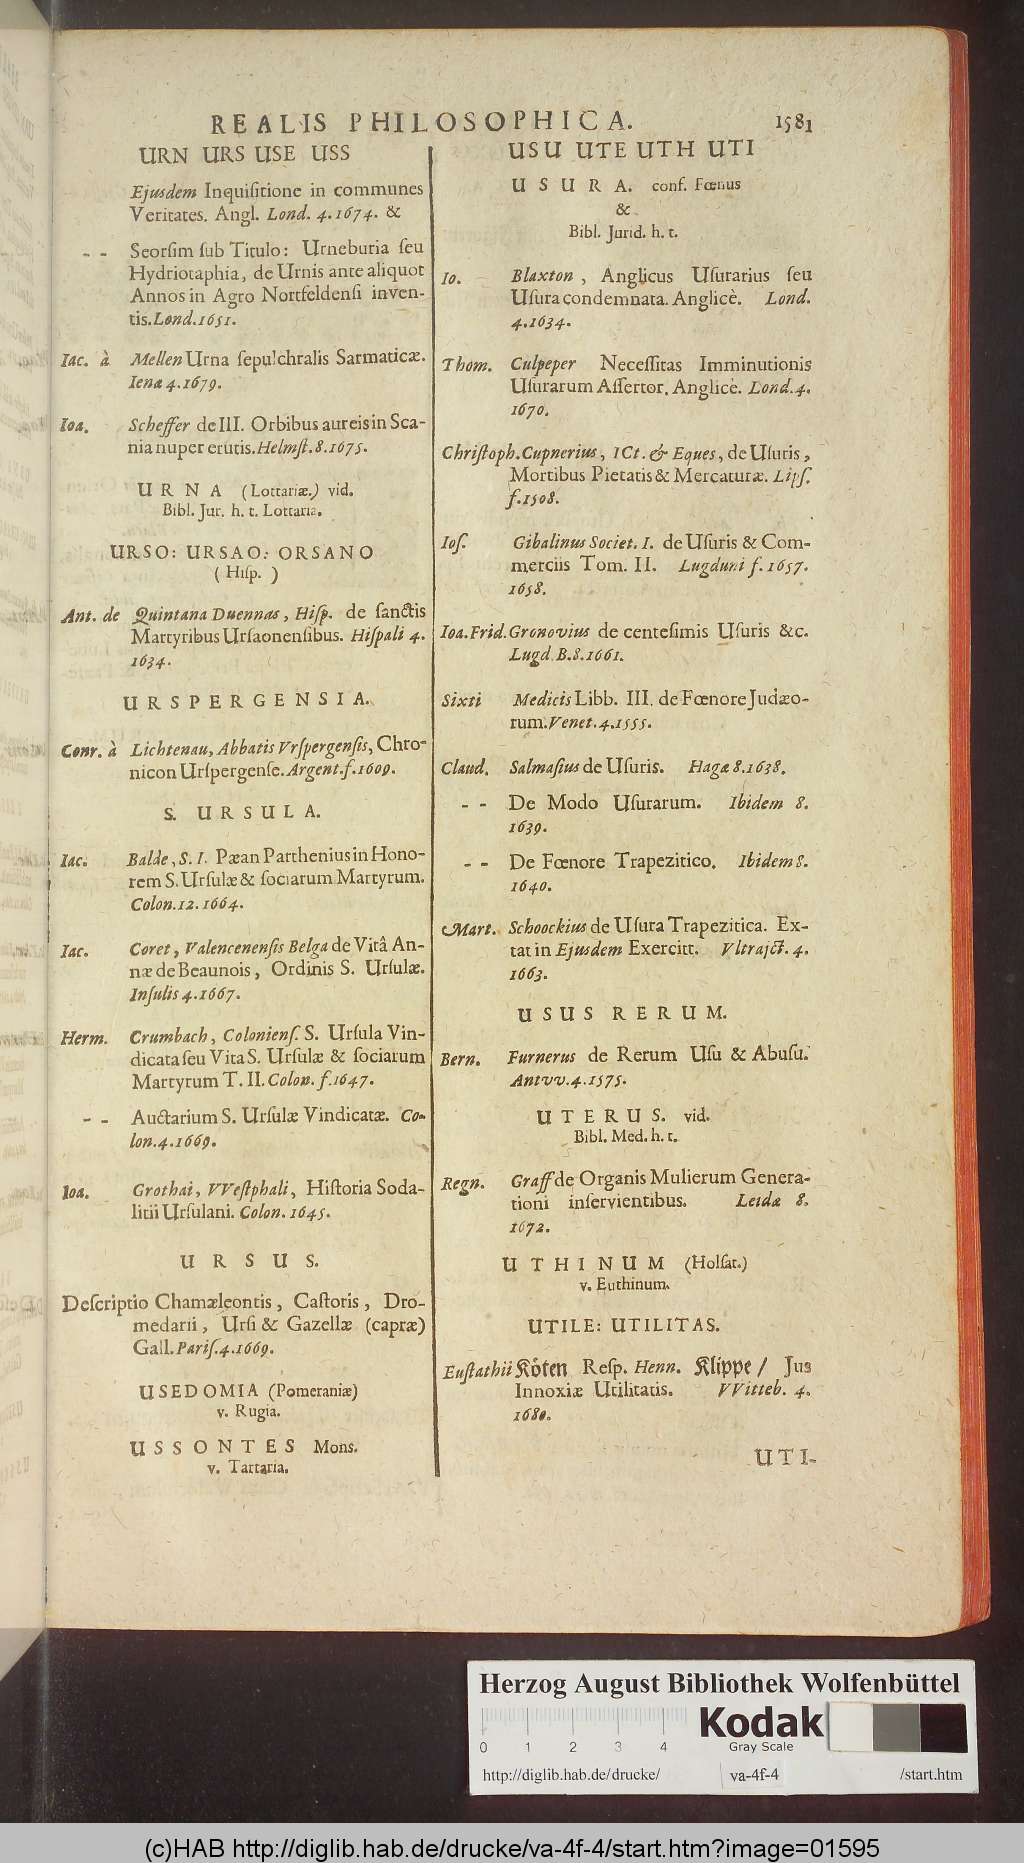 REALIS PHILOSOPHICA. 1581
URN URS USE USS
Ejusdem Inquiſitione in communes
Veritates. Angl. Lond. 4. 1674. &
- - Seorſim ſub Titulo: Urneburia ſeu
Hydriotaphia, de Urnis ante aliquot
Annos in Agro Nortfeldenſi inven-
tis. Lond. 1651.
Iac. à Mellen Urna ſepulchralis Sarmaticæ.
Ienæ 4. 1679.
Ioa. Scheffer de III. Orbibus aureis in Sca-
nia nuper erutis. Helmſt. 8. 1675.
URNA (Lottariæ.) vid.
Bibl. Jur. h. t. Lottaria.
URSO: URSAO: ORSANO
( Hiſp. )
Ant. de Quintana Duennas, Hiſp. de ſanctis
Martyribus Urſaonenſibus. Hiſpali 4.
1634.
URSPERGENSIA.
Conr. à Lichtenau, Abbatis Vrſpergenſis, Chro-
nicon Urſpergenſe. Argent. f. 1609.
S. URSULA.
Iac. Balde, S. I. Pæan Parthenius in Hono-
rem S. Urſulæ & ſociarum Martyrum.
Colon. 12. 1664.
Iac. Coret, Valencenenſis Belga de Vitâ An-
næ de Beaunois, Ordinis S. Urſulæ.
Inſulis 4. 1667.
Herm. Crumbach, Colonienſ. S. Urſula Vin-
dicata ſeu Vita S. Urſulæ & ſociarum
Martyrum T. II. Colon. f. 1647.
- - Auctarium S. Urſulæ Vindicatæ. Co-
lon. 4. 1669.
Ioa. Grothai, VVeſtphali, Hiſtoria Soda-
litii Urſulani. Colon. 1645.
URSUS.
Deſcriptio Chamæleontis, Caſtoris, Dro-
medarii, Urſi & Gazellæ (capræ)
Gall. Pariſ. 4. 1669.
USEDOMIA (Pomeraniæ)
v. Rugia.
USSONTES Mons.
v. Tartaria.
USU UTE UTH UTI
USURA. conf. Fœnus
&
Bibl. Jurid. h. t.
Io. Blaxton, Anglicus Uſurarius ſeu
Uſura condemnata. Anglicè. Lond.
4. 1634.
Thom. Culpeper Neceſſitas Imminutionis
Uſurarum Aſſertor. Anglicè. Lond. 4.
1670.
Chriſtoph. Cupnerius, ICt. & Eques, de Uſuris,
Mortibus Pietatis & Mercaturæ. Lipſ.
f. 1508.
Ioſ. Gibalinus Societ. I. de Uſuris & Com-
merciis Tom. II. Lugduni f. 1657.
1658.
Ioa. Frid. Gronovius de centeſimis Uſuris &c.
Lugd. B. 8. 1661.
Sixti Medicis Libb. III. de Fœnore Judæo-
rum. Venet. 4. 1555.
Claud. Salmaſius de Uſuris. Hagæ 8. 1638.
- - De Modo Uſurarum. Ibidem 8.
1639.
- - De Fœnore Trapezitico. Ibidem 8.
1640.
Mart. Schoockius de Uſura Trapezitica. Ex-
tat in Ejusdem Exercitt. Vltraject. 4.
1663.
USUS RERUM.
Bern. Furnerus de Rerum Uſu & Abuſu.
Antvv. 4. 1575.
UTERUS. vid.
Bibl. Med. h. t.
Regn. Graff de Organis Mulierum Genera-
tioni inſervientibus. Leidæ 8.
1672.
UTHINUM (Holſat.)
v. Euthinum.
UTILE: UTILITAS.
Euſtathii Köten Reſp. Henn. Klippe / Jus
Innoxiæ Utilitatis. VVitteb. 4.
1680.
UTI-
Herzog August Bibliothek Wolfenbüttel
Kodak
0 1 2 3 4 Gray Scale
http://diglib.hab.de/drucke/ va-4f-4 /start.htm
(c)HAB http://diglib.hab.de/drucke/va-4f-4/start.htm?image=01595